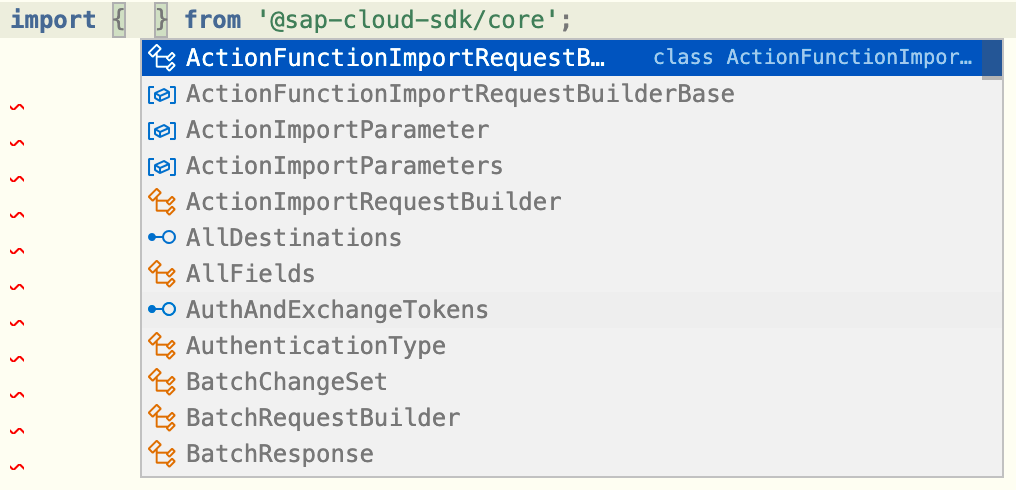 import {  } from '@sap-cloud-sdk/core';
ActionFunctionImportRequestB… class ActionFunctionImpor…
ActionFunctionImportRequestBuilderBase
ActionImportParameter
ActionImportParameters
ActionImportRequestBuilder
AllDestinations
AllFields
AuthAndExchangeTokens
AuthenticationType
BatchChangeSet
BatchRequestBuilder
BatchResponse